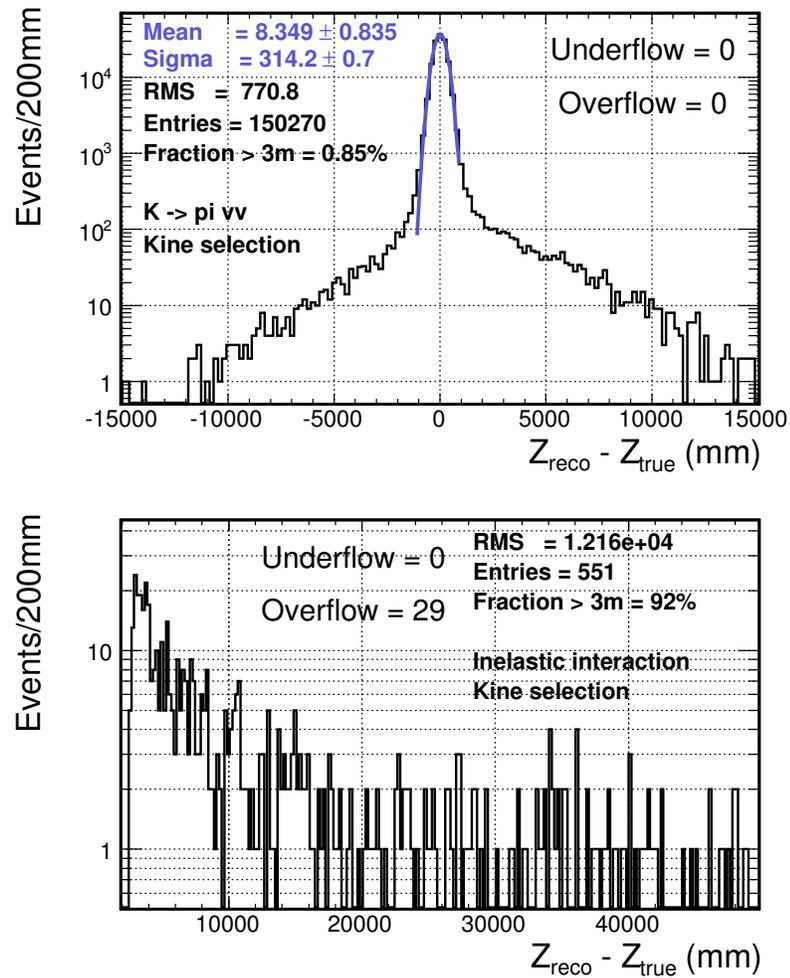 Events/200mm
Mean = 8.349 ± 0.835
Sigma = 314.2 ± 0.7
RMS = 770.8
Entries = 150270
Fraction > 3m = 0.85%
K -> pi vv
Kine selection
Underflow = 0
Overflow = 0
10⁴
10³
10²
10
1
-15000 -10000 -5000 0 5000 10000 15000
Z_reco - Z_true (mm)
Events/200mm
Underflow = 0
Overflow = 29
RMS = 1.216e+04
Entries = 551
Fraction > 3m = 92%
Inelastic interaction
Kine selection
10
1
10000 20000 30000 40000
Z_reco - Z_true (mm)